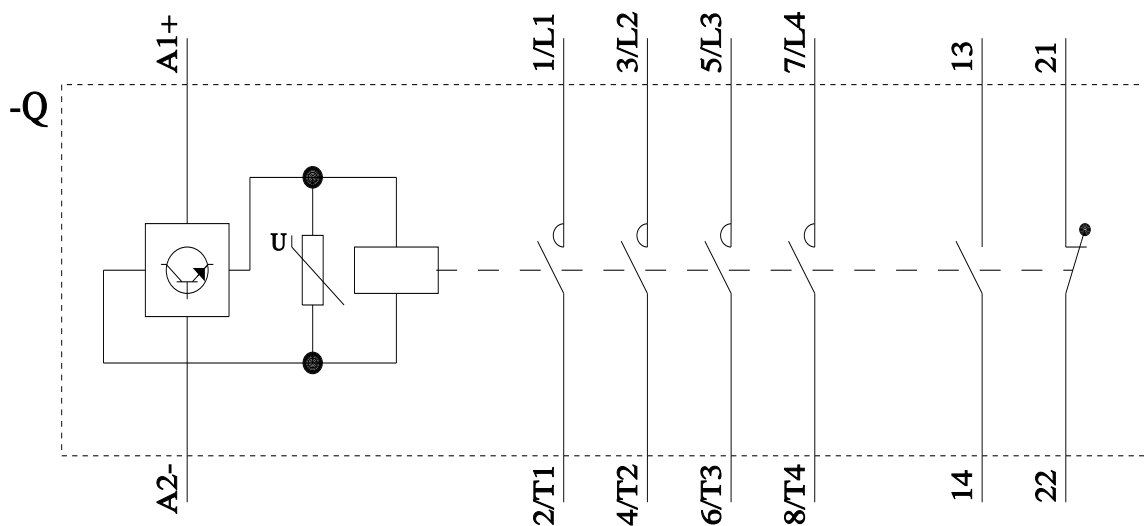 A1+
1/L1
3/L2
5/L3
7/L4
13
21
-Q
U
A2-
2/T1
4/T2
6/T3
8/T4
14
22